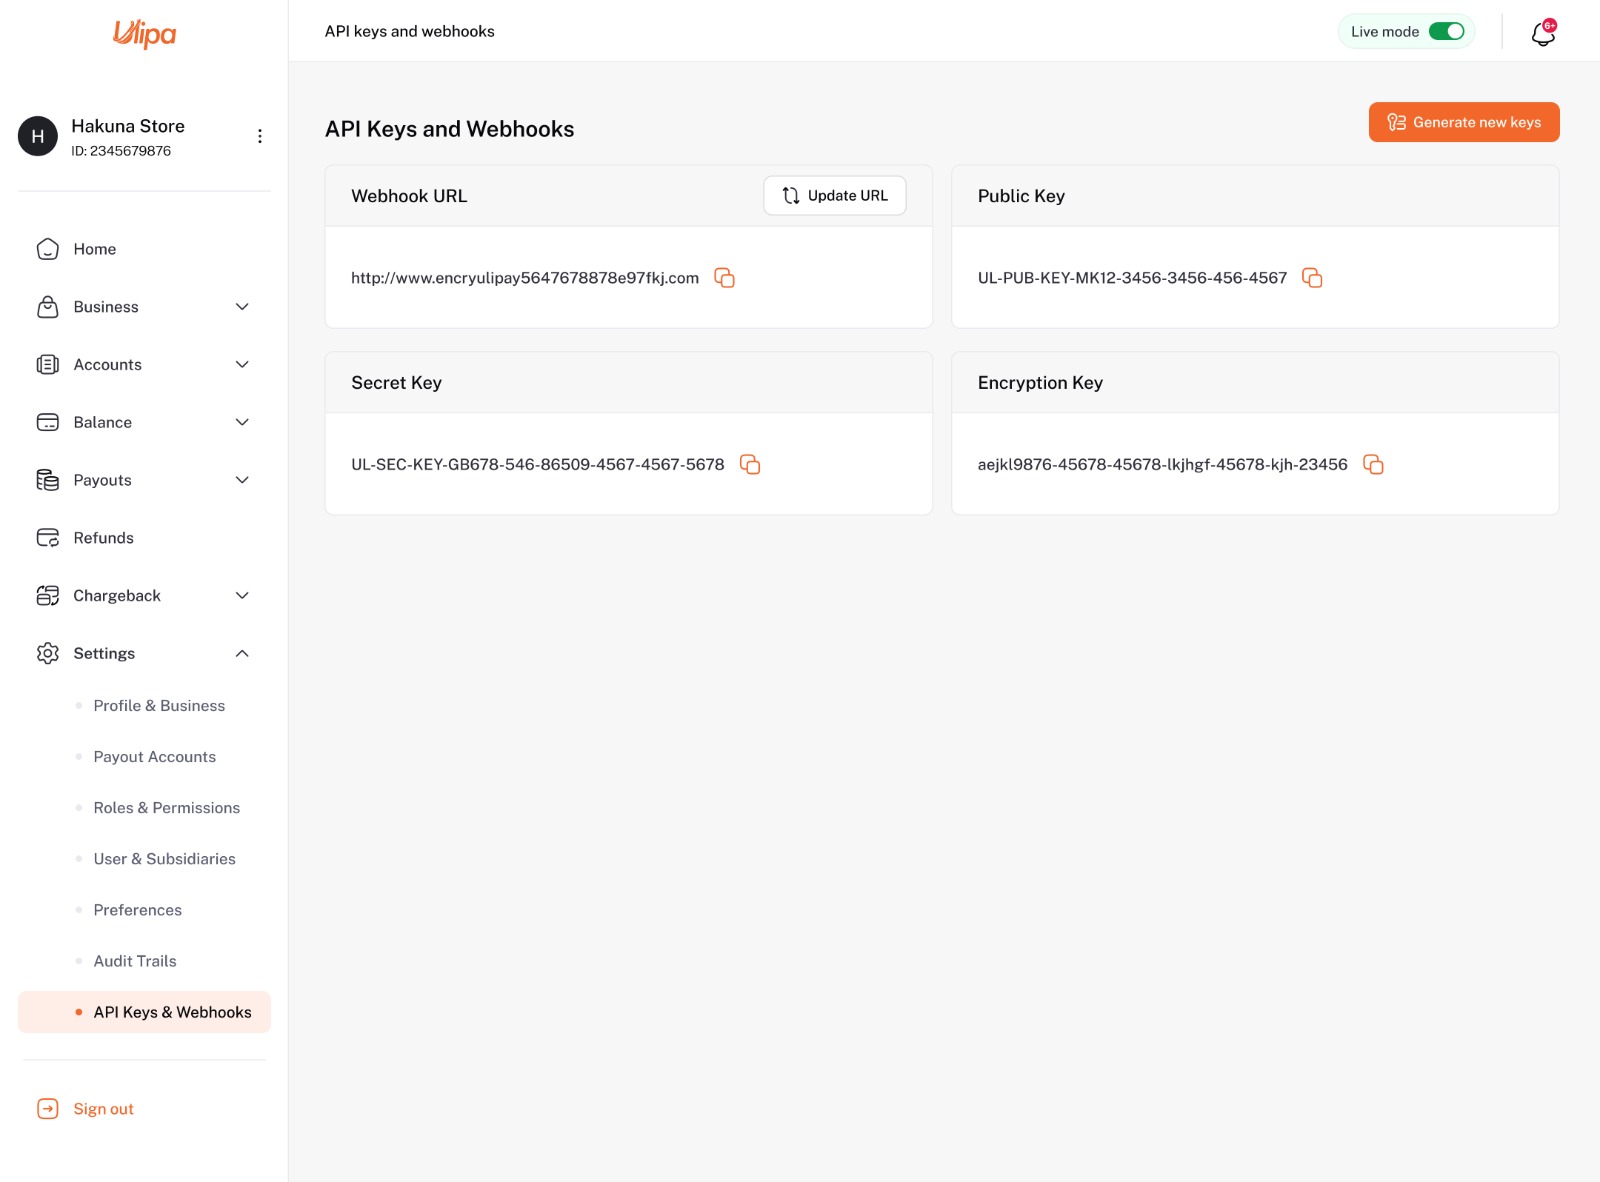 Ulipa
API keys and webhooks
Live mode
6+
Hakuna Store
H
ID: 2345679876
Home
Business
Accounts
Balance
Payouts
Refunds
Chargeback
Settings
Profile & Business
Payout Accounts
Roles & Permissions
User & Subsidiaries
Preferences
Audit Trails
API Keys & Webhooks
Sign out
API Keys and Webhooks
Generate new keys
Webhook URL
Update URL
http://www.encryulipay5647678878e97fkj.com
Public Key
UL-PUB-KEY-MK12-3456-3456-456-4567
Secret Key
UL-SEC-KEY-GB678-546-86509-4567-4567-5678
Encryption Key
aejkl9876-45678-45678-lkjhgf-45678-kjh-23456